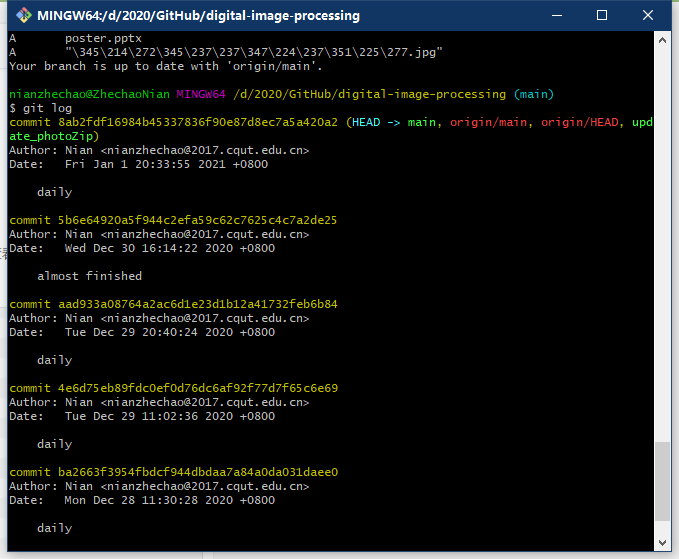 MINGW64:/d/2020/GitHub/digital-image-processing
A poster.pptx
A "\345\214\272\345\237\237\347\224\237\351\225\277.jpg"
Your branch is up to date with 'origin/main'.
nianzhechao@ZhechaoNian MINGW64 /d/2020/GitHub/digital-image-processing (main)
$ git log
commit 8ab2fdf16984b45337836f90e87d8ec7a5a420a2 (HEAD -> main, origin/main, origin/HEAD, upd
ate_photoZip)
Author: Nian <nianzhechao@2017.cqut.edu.cn>
Date: Fri Jan 1 20:33:55 2021 +0800
daily
commit 5b6e64920a5f944c2efa59c62c7625c4c7a2de25
Author: Nian <nianzhechao@2017.cqut.edu.cn>
Date: Wed Dec 30 16:14:22 2020 +0800
almost finished
commit aad933a08764a2ac6d1e23d1b12a41732feb6b84
Author: Nian <nianzhechao@2017.cqut.edu.cn>
Date: Tue Dec 29 20:40:24 2020 +0800
daily
commit 4e6d75eb89fdc0ef0d76dc6af92f77d7f65c6e69
Author: Nian <nianzhechao@2017.cqut.edu.cn>
Date: Tue Dec 29 11:02:36 2020 +0800
daily
commit ba2663f3954fbdcf944dbdaa7a84a0da031daee0
Author: Nian <nianzhechao@2017.cqut.edu.cn>
Date: Mon Dec 28 11:30:28 2020 +0800
daily